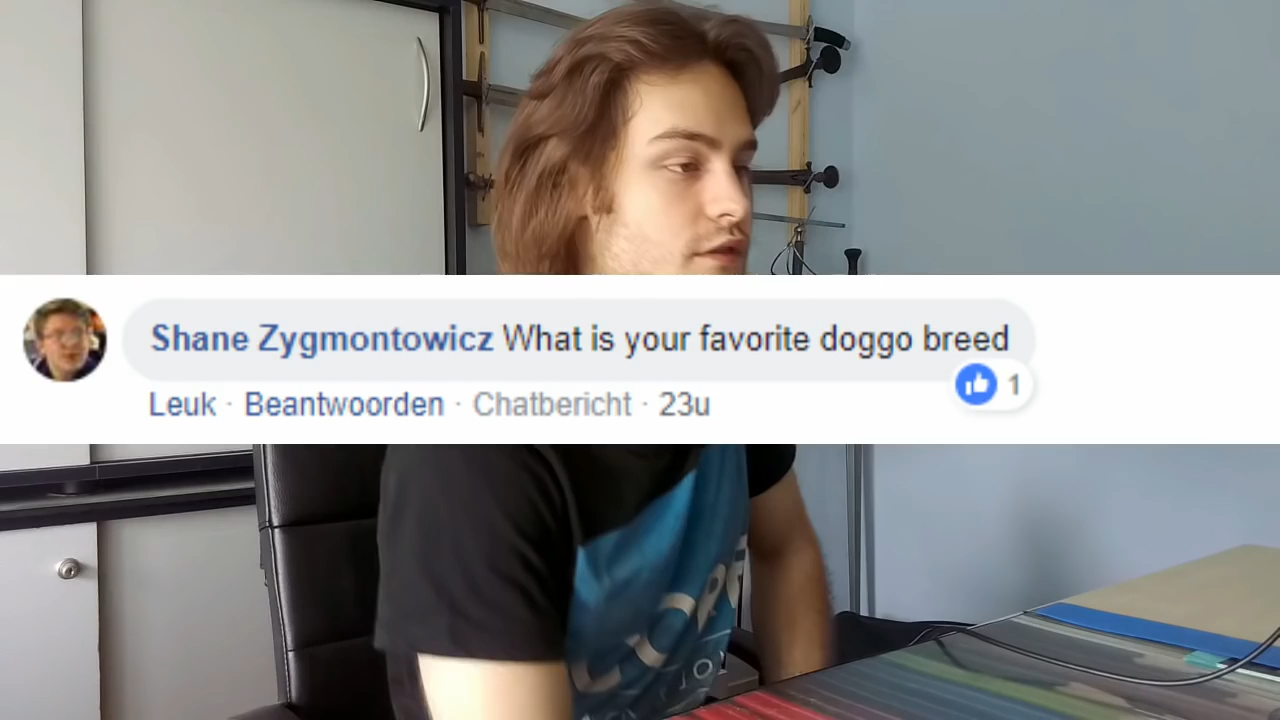 Shane Zygmontowicz What is your favorite doggo breed
Leuk · Beantwoorden · Chatbericht · 23u
1